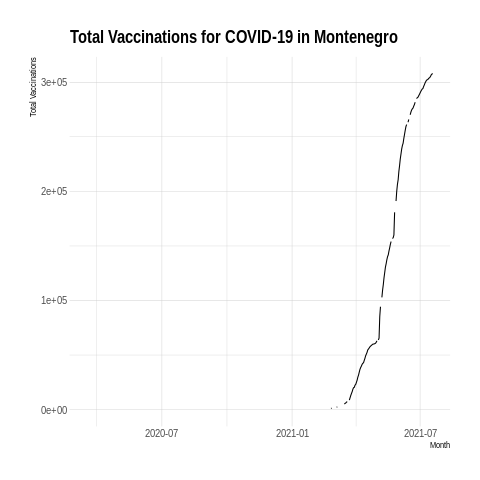 Total Vaccinations for COVID-19 in Montenegro
Total Vaccinations
3e+05
2e+05
1e+05
0e+00
2020-07
2021-01
2021-07
Month